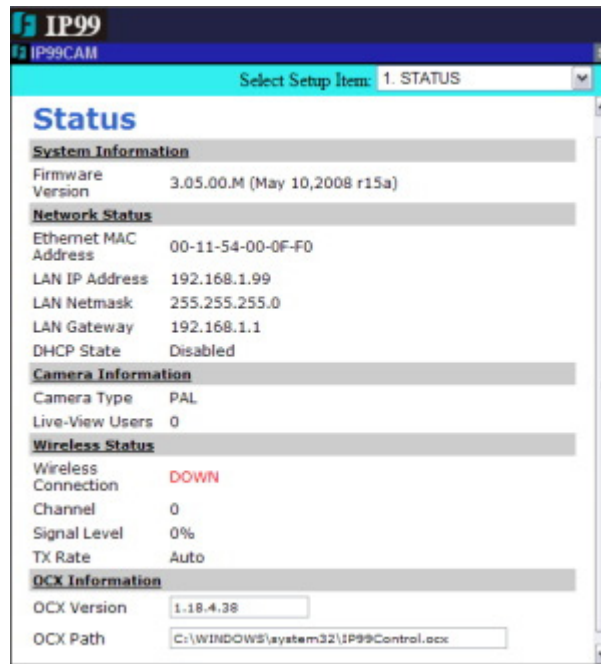 IP99
IP99CAM
Select Setup Item: 1. STATUS
Status
System Information
Firmware Version 3.05.00.M (May 10,2008 r15a)
Network Status
Ethernet MAC Address 00-11-54-00-0F-F0
LAN IP Address 192.168.1.99
LAN Netmask 255.255.255.0
LAN Gateway 192.168.1.1
DHCP State Disabled
Camera Information
Camera Type PAL
Live-View Users 0
Wireless Status
Wireless Connection DOWN
Channel 0
Signal Level 0%
TX Rate Auto
OCX Information
OCX Version 1.18.4.38
OCX Path C:\WINDOWS\system32\IP99Control.ocx